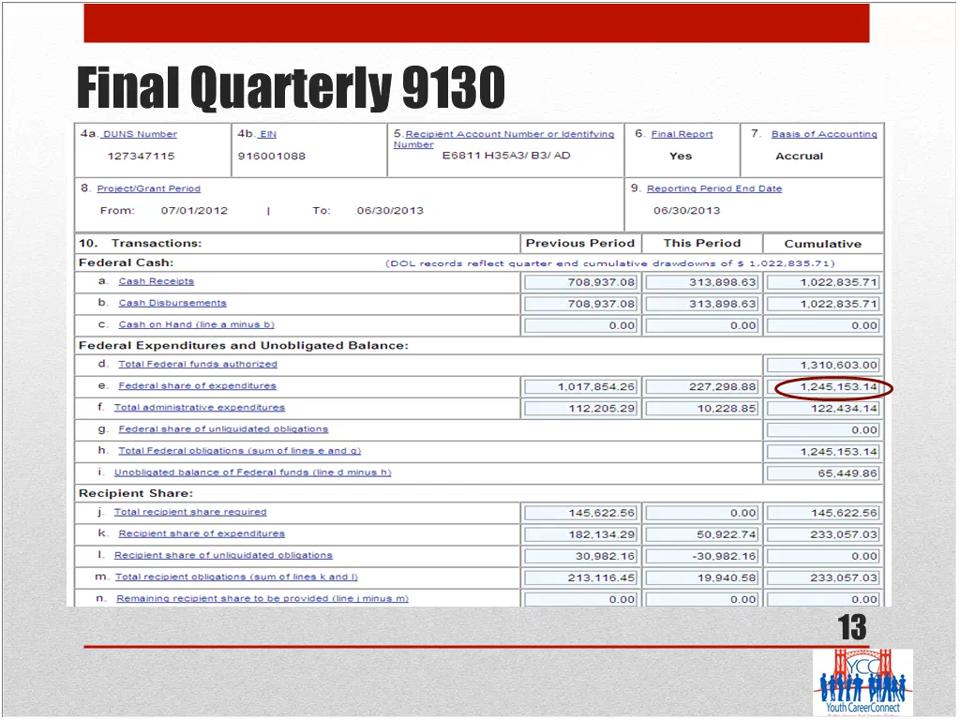 Final Quarterly 9130
4a. DUNS Number
127347115
4b. EIN
916001088
5. Recipient Account Number or Identifying
Number
E6811 H35A3/ B3/ AD
6. Final Report
Yes
7. Basis of Accounting
Accrual
8. Project/Grant Period
From: 07/01/2012 | To: 06/30/2013
9. Reporting Period End Date
06/30/2013
10. Transactions: Previous Period This Period Cumulative
Federal Cash: (DOL records reflect quarter end cumulative drawdowns of $ 1,022,835.71)
a. Cash Receipts 708,937.08 313,898.63 1,022,835.71
b. Cash Disbursements 708,937.08 313,898.63 1,022,835.71
c. Cash on Hand (line a minus b) 0.00 0.00 0.00
Federal Expenditures and Unobligated Balance:
d. Total Federal funds authorized 1,310,603.00
e. Federal share of expenditures 1,017,854.26 227,298.88 1,245,153.14
f. Total administrative expenditures 112,205.29 10,228.85 122,434.14
g. Federal share of unliquidated obligations 0.00
h. Total Federal obligations (sum of lines e and g) 1,245,153.14
i. Unobligated balance of Federal funds (line d minus h) 65,449.86
Recipient Share:
j. Total recipient share required 145,622.56 0.00 145,622.56
k. Recipient share of expenditures 182,134.29 50,922.74 233,057.03
l. Recipient share of unliquidated obligations 30,982.16 -30,982.16 0.00
m. Total recipient obligations (sum of lines k and l) 213,116.45 19,940.58 233,057.03
n. Remaining recipient share to be provided (line j minus m) 0.00 0.00 0.00
13
YCC
Youth CareerConnect